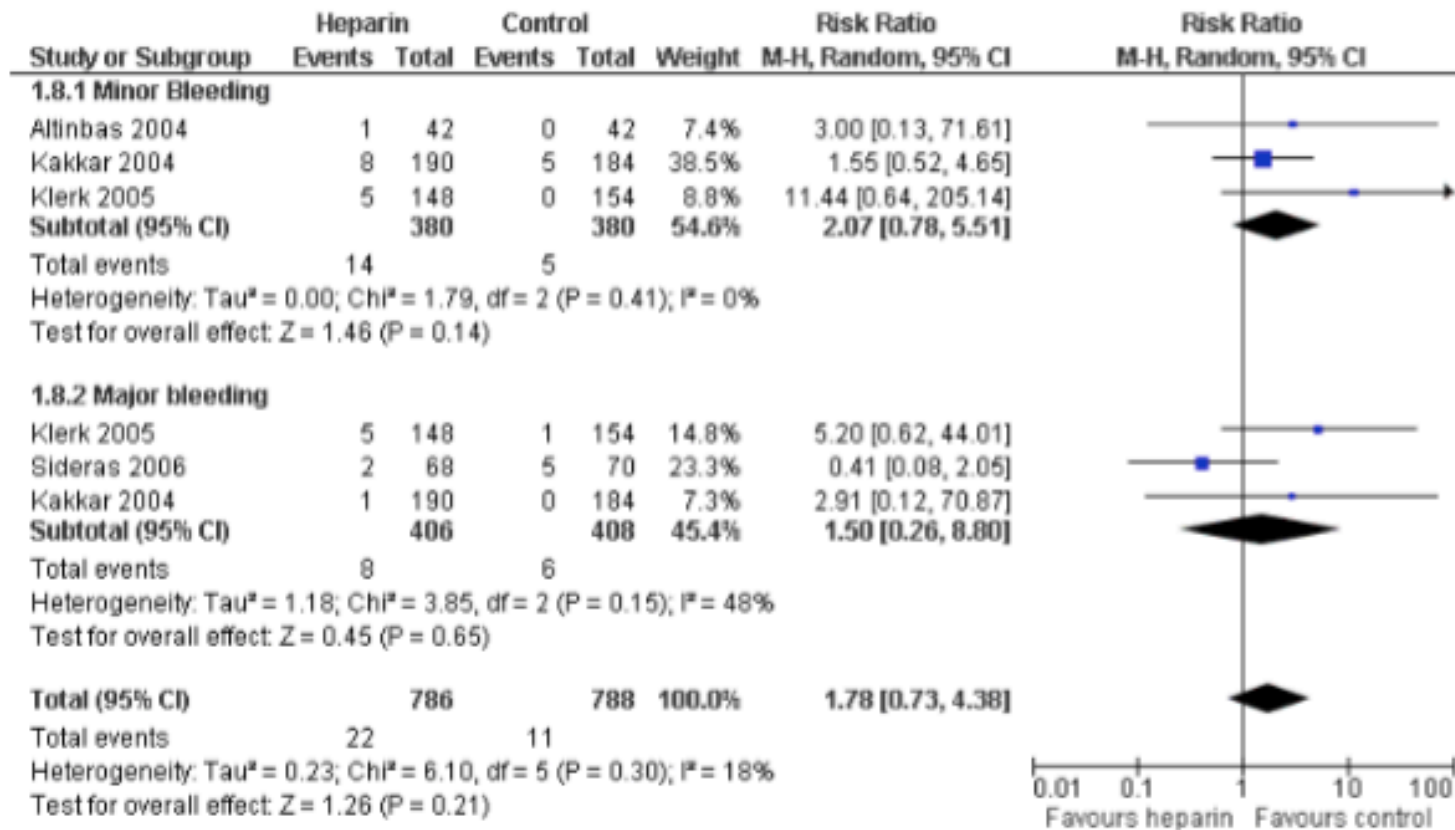 Heparin Control Risk Ratio Risk Ratio
Study or Subgroup Events Total Events Total Weight M-H, Random, 95% CI M-H, Random, 95% CI
1.8.1 Minor Bleeding
Altinbas 2004 1 42 0 42 7.4% 3.00 [0.13, 71.61]
Kakkar 2004 8 190 5 184 38.5% 1.55 [0.52, 4.65]
Klerk 2005 5 148 0 154 8.8% 11.44 [0.64, 205.14]
Subtotal (95% CI) 380 380 54.6% 2.07 [0.78, 5.51]
Total events 14 5
Heterogeneity: Tau² = 0.00; Chi² = 1.79, df = 2 (P = 0.41); I² = 0%
Test for overall effect: Z = 1.46 (P = 0.14)
1.8.2 Major bleeding
Klerk 2005 5 148 1 154 14.8% 5.20 [0.62, 44.01]
Sideras 2006 2 68 5 70 23.3% 0.41 [0.08, 2.05]
Kakkar 2004 1 190 0 184 7.3% 2.91 [0.12, 70.87]
Subtotal (95% CI) 406 408 45.4% 1.50 [0.26, 8.80]
Total events 8 6
Heterogeneity: Tau² = 1.18; Chi² = 3.85, df = 2 (P = 0.15); I² = 48%
Test for overall effect: Z = 0.45 (P = 0.65)
Total (95% CI) 786 788 100.0% 1.78 [0.73, 4.38]
Total events 22 11
Heterogeneity: Tau² = 0.23; Chi² = 6.10, df = 5 (P = 0.30); I² = 18%
Test for overall effect: Z = 1.26 (P = 0.21)
0.01 0.1 1 10 100
Favours heparin Favours control